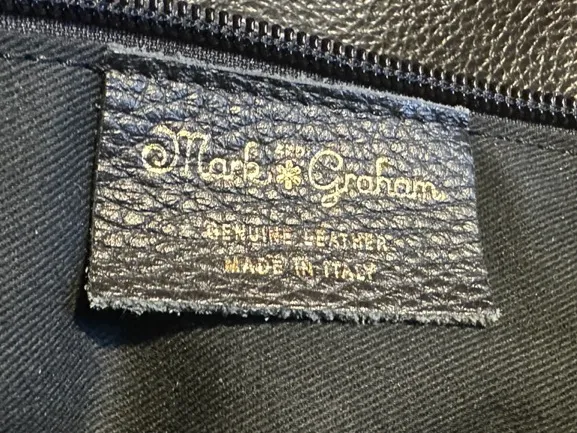 Mark AND Graham
GENUINE LEATHER
MADE IN ITALY